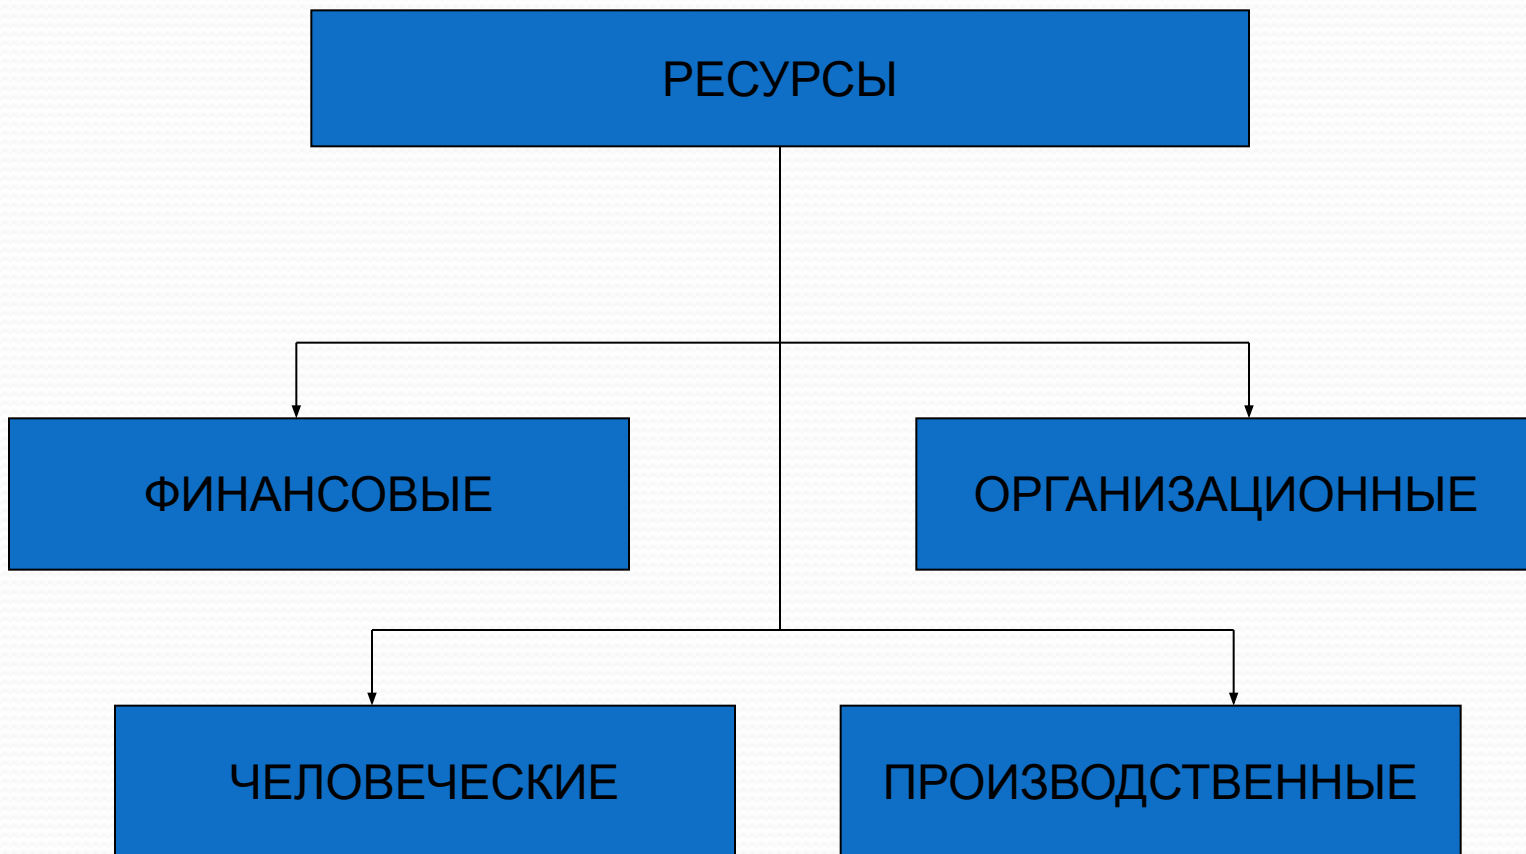 РЕСУРСЫ
ФИНАНСОВЫЕ
ОРГАНИЗАЦИОННЫЕ
ЧЕЛОВЕЧЕСКИЕ
ПРОИЗВОДСТВЕННЫЕ